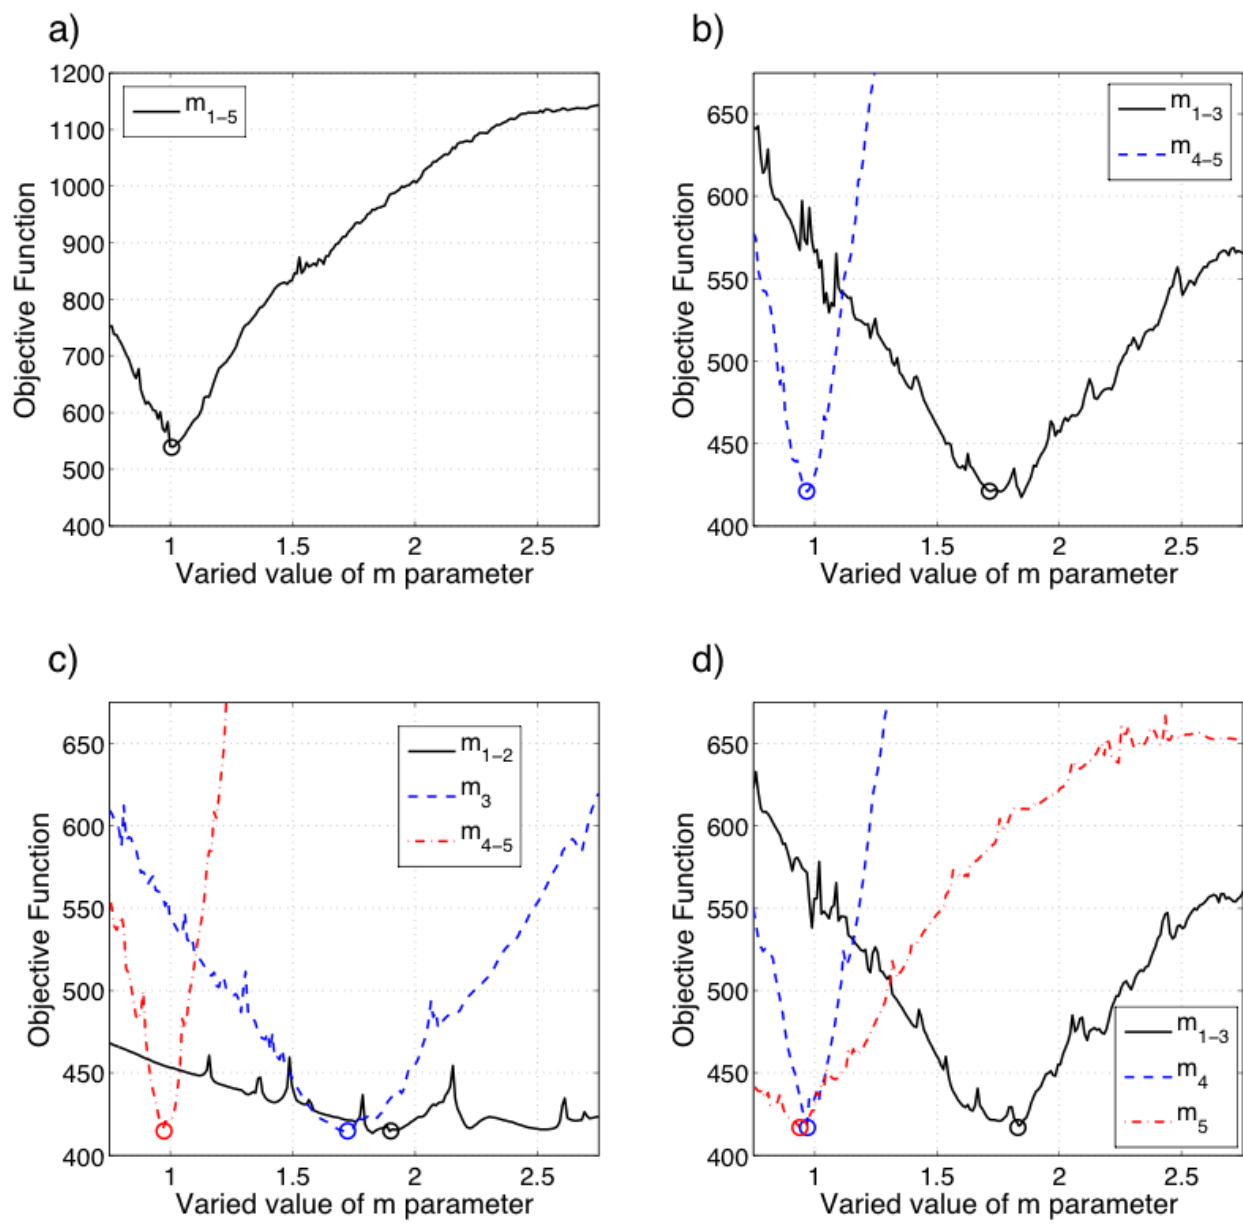 a)
1200
1100
1000
900
800
700
600
500
400
1
1.5
2
2.5
m1-5
Objective Function
Varied value of m parameter
b)
650
600
550
500
450
400
1
1.5
2
2.5
m1-3
m4-5
Objective Function
Varied value of m parameter
c)
650
600
550
500
450
400
1
1.5
2
2.5
m1-2
m3
m4-5
Objective Function
Varied value of m parameter
d)
650
600
550
500
450
400
1
1.5
2
2.5
m1-3
m4
m5
Objective Function
Varied value of m parameter